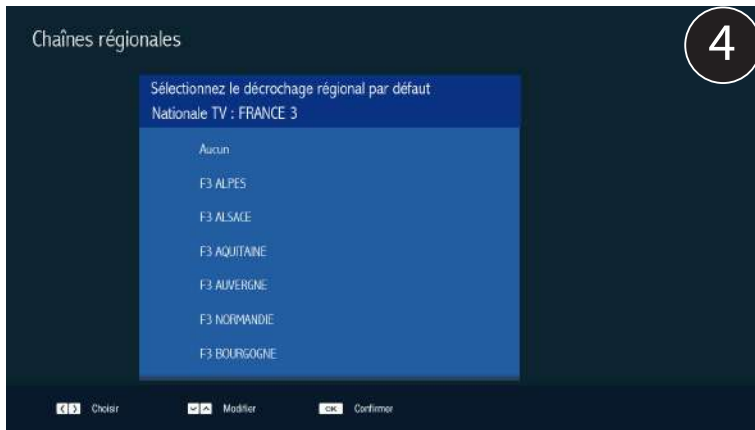 Chaînes régionales
4
Sélectionnez le décrochage régional par défaut
Nationale TV : FRANCE 3
Aucun
F3 ALPES
F3 ALSACE
F3 AQUITAINE
F3 AUVERGNE
F3 NORMANDIE
F3 BOURGOGNE
Choisir Modifier OK Confirmer